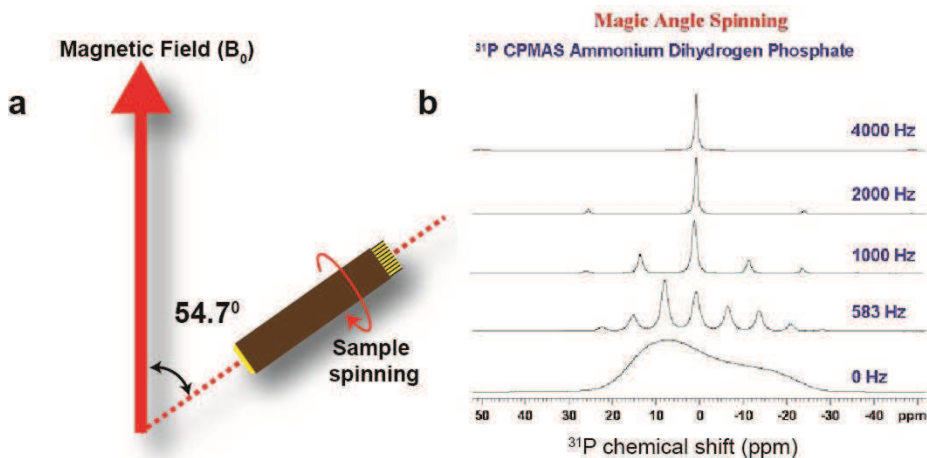 Magnetic Field (B₀)
a
54.7⁰
Sample
spinning
Magic Angle Spinning
³¹P CPMAS Ammonium Dihydrogen Phosphate
b
4000 Hz
2000 Hz
1000 Hz
583 Hz
0 Hz
50 40 30 20 10 0 -10 -20 -30 -40 ppm
³¹P chemical shift (ppm)